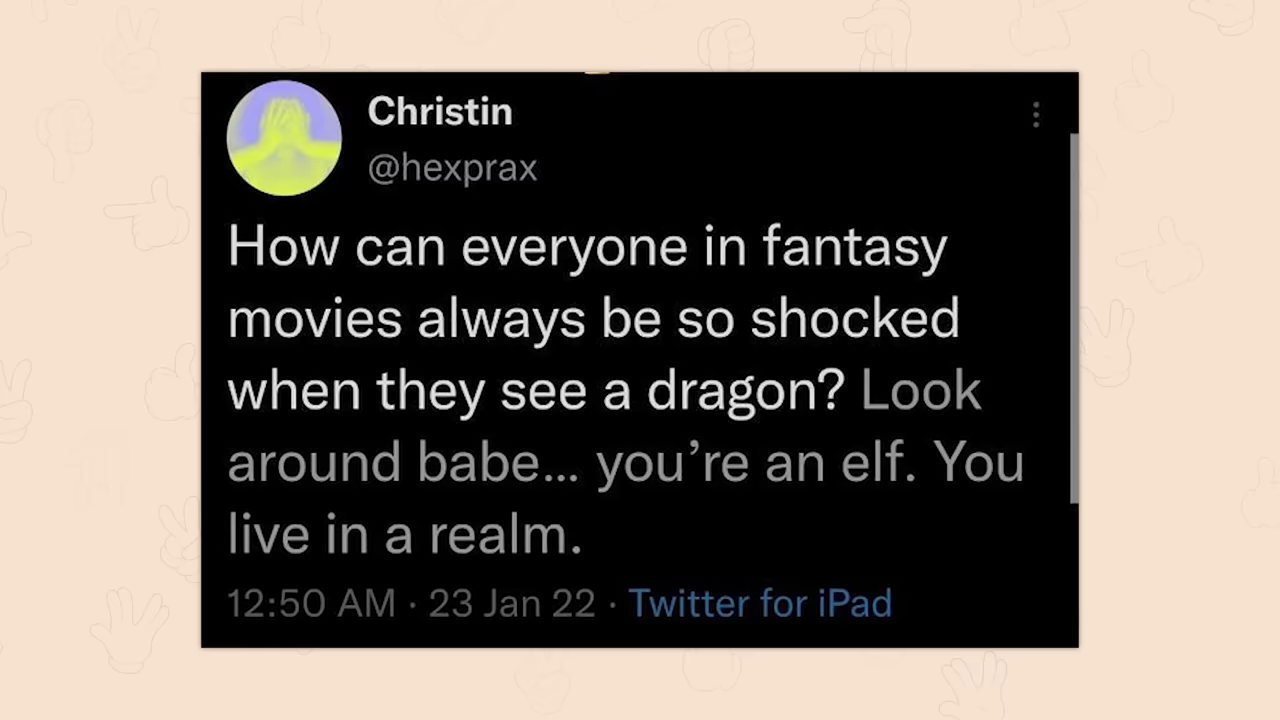 Christin
@hexprax
How can everyone in fantasy
movies always be so shocked
when they see a dragon? Look
around babe... you’re an elf. You
live in a realm.
12:50 AM · 23 Jan 22 · Twitter for iPad